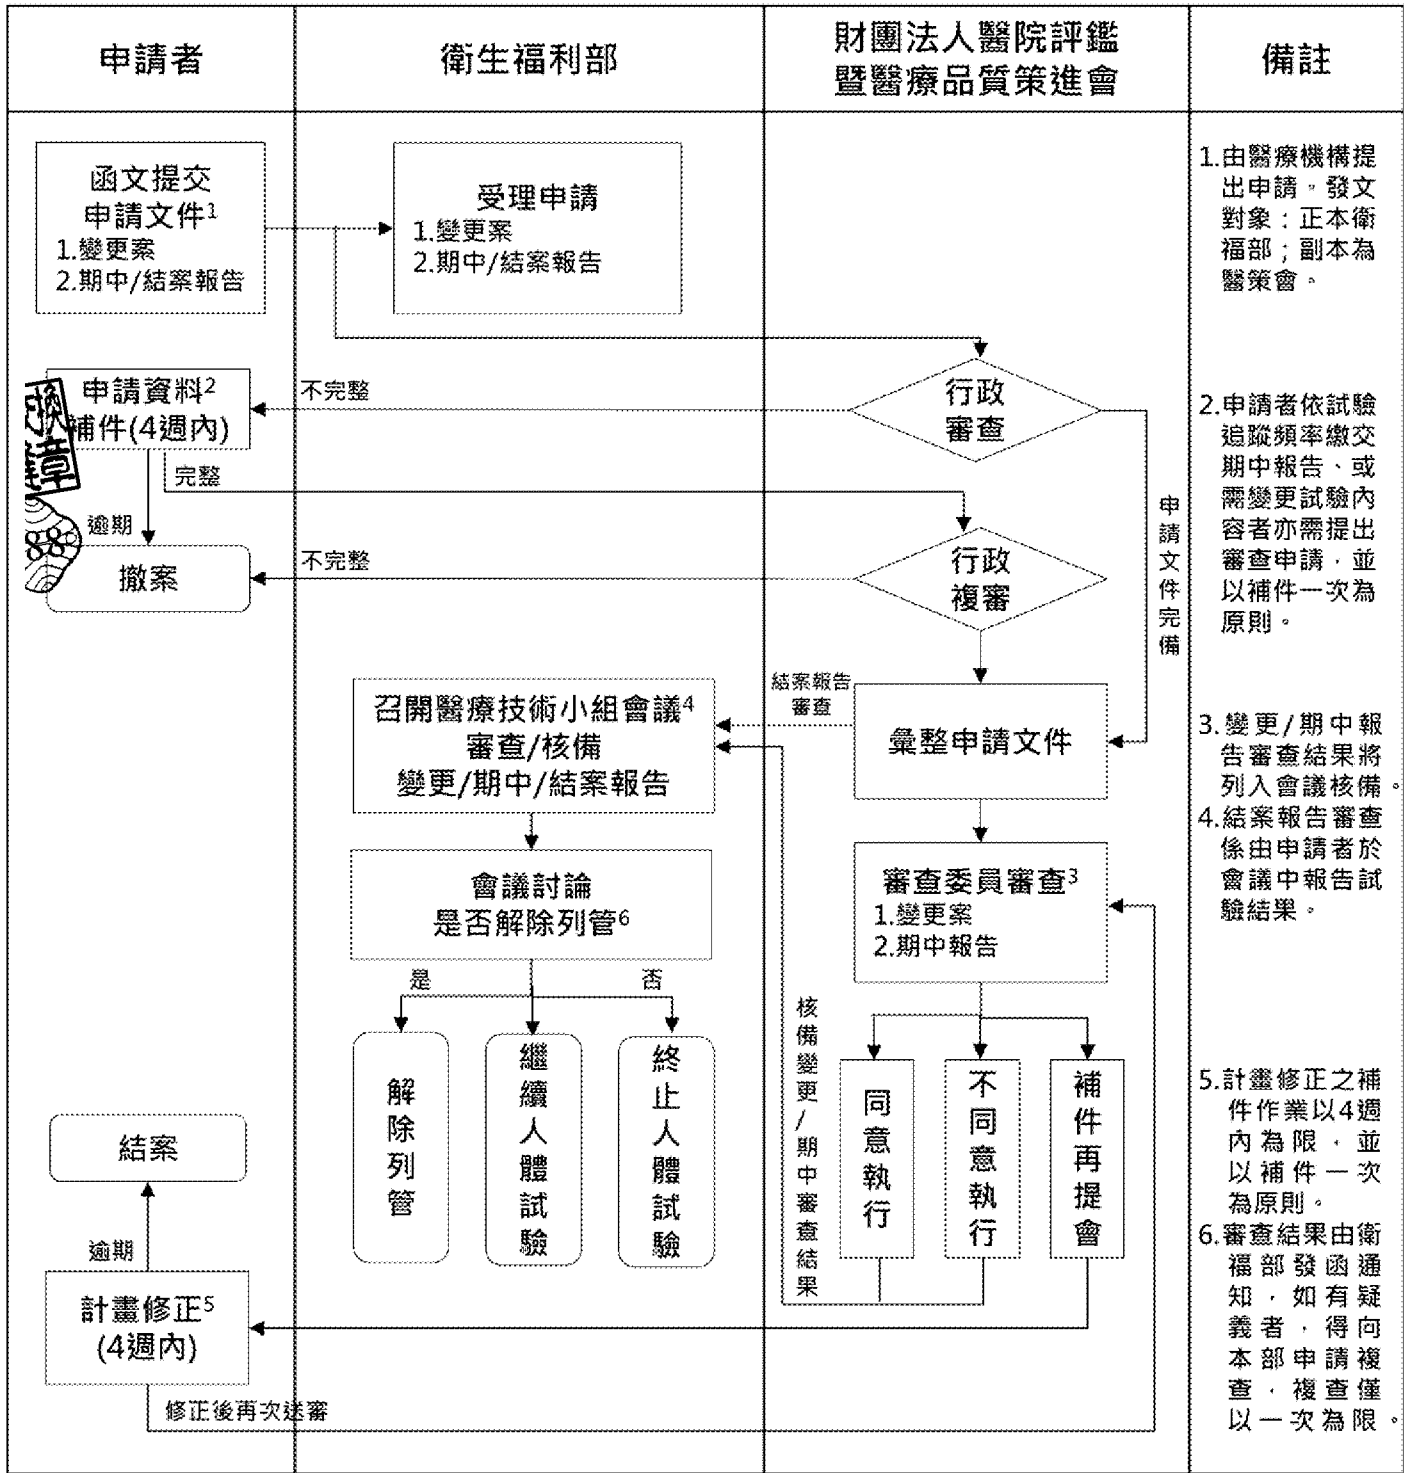 申請者
衛生福利部
財團法人醫院評鑑
暨醫療品質策進會
備註
函文提交
申請文件1
1.變更案
2.期中/結案報告
受理申請
1.變更案
2.期中/結案報告
行政
審查
不完整
申請資料2
補件(4週內)
完整
逾期
撤案
不完整
行政
複審
申請文件完備
結案報告
審查
彙整申請文件
召開醫療技術小組會議4
審查/核備
變更/期中/結案報告
會議討論
是否解除列管6
是
否
解除列管
繼續人體試驗
終止人體試驗
審查委員審查3
1.變更案
2.期中報告
核備變更/期中審查結果
同意執行
不同意執行
補件再提會
結案
逾期
計畫修正5
(4週內)
修正後再次送審
1.由醫療機構提
出申請。發文
對象：正本衛
福部；副本為
醫策會。
2.申請者依試驗
追蹤頻率繳交
期中報告、或
需變更試驗內
容者亦需提出
審查申請，並
以補件一次為
原則。
3.變更/期中報
告審查結果將
列入會議核備。
4.結案報告審查
係由申請者於
會議中報告試
驗結果。
5.計畫修正之補
件作業以4週
內為限，並
以補件一次
為原則。
6.審查結果由衛
福部發函通
知，如有疑
義者，得向
本部申請複
查，複查僅
以一次為限。